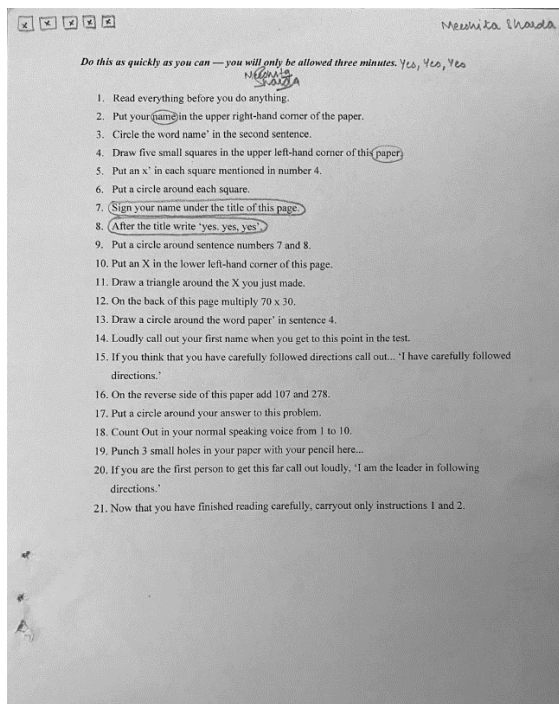 x x x x x
Meeshita Sharda
Do this as quickly as you can — you will only be allowed three minutes. Yes, Yes, Yes
Meeshita
Sharda
1. Read everything before you do anything.
2. Put your name in the upper right-hand corner of the paper.
3. Circle the word name' in the second sentence.
4. Draw five small squares in the upper left-hand corner of this paper.
5. Put an x' in each square mentioned in number 4.
6. Put a circle around each square.
7. Sign your name under the title of this page.
8. After the title write 'yes. yes, yes'.
9. Put a circle around sentence numbers 7 and 8.
10. Put an X in the lower left-hand corner of this page.
11. Draw a triangle around the X you just made.
12. On the back of this page multiply 70 x 30.
13. Draw a circle around the word paper' in sentence 4.
14. Loudly call out your first name when you get to this point in the test.
15. If you think that you have carefully followed directions call out... 'I have carefully followed
directions.'
16. On the reverse side of this paper add 107 and 278.
17. Put a circle around your answer to this problem.
18. Count Out in your normal speaking voice from 1 to 10.
19. Punch 3 small holes in your paper with your pencil here...
20. If you are the first person to get this far call out loudly, 'I am the leader in following
directions.'
21. Now that you have finished reading carefully, carryout only instructions 1 and 2.